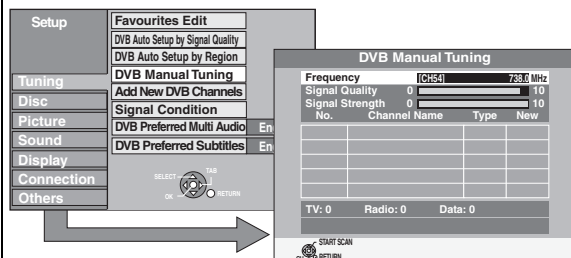 Setup
Tuning
Disc
Picture
Sound
Display
Connection
Others
Favourites Edit
DVB Auto Setup by Signal Quality
DVB Auto Setup by Region
DVB Manual Tuning
Add New DVB Channels
Signal Condition
DVB Preferred Multi Audio En
DVB Preferred Subtitles En
SELECT TAB
OK RETURN
DVB Manual Tuning
Frequency [CH54] 738.0 MHz
Signal Quality 0 10
Signal Strength 0 10
No. Channel Name Type New
TV: 0 Radio: 0 Data: 0
START SCAN
RETURN